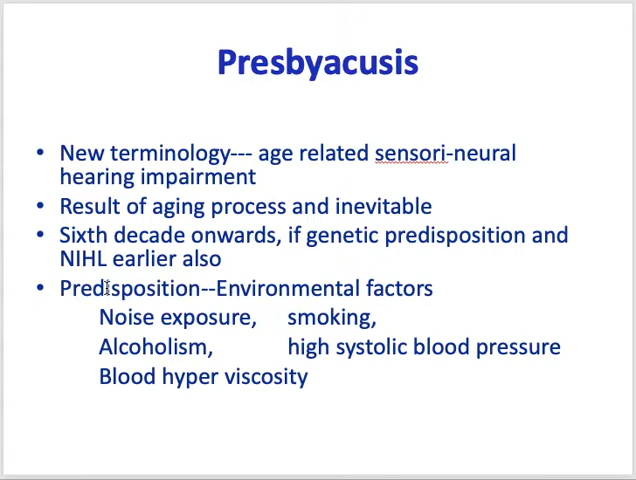 Presbyacusis
• New terminology--- age related sensori-neural
hearing impairment
• Result of aging process and inevitable
• Sixth decade onwards, if genetic predisposition and
NIHL earlier also
• Predisposition--Environmental factors
Noise exposure, smoking,
Alcoholism, high systolic blood pressure
Blood hyper viscosity